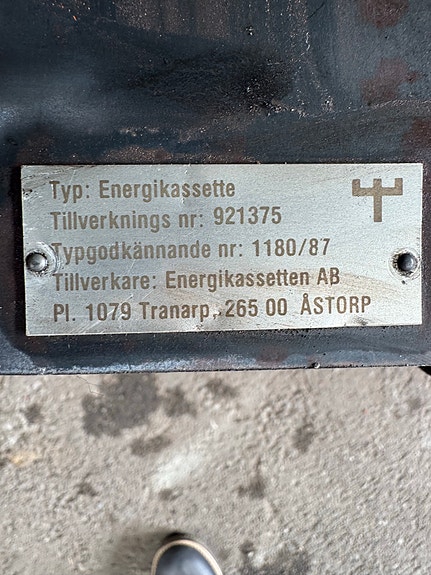 Typ: Energikassette
Tillverknings nr: 921375
Typgodkännande nr: 1180/87
Tillverkare: Energikassetten AB
Pl. 1079 Tranarp, 265 00 ÅSTORP